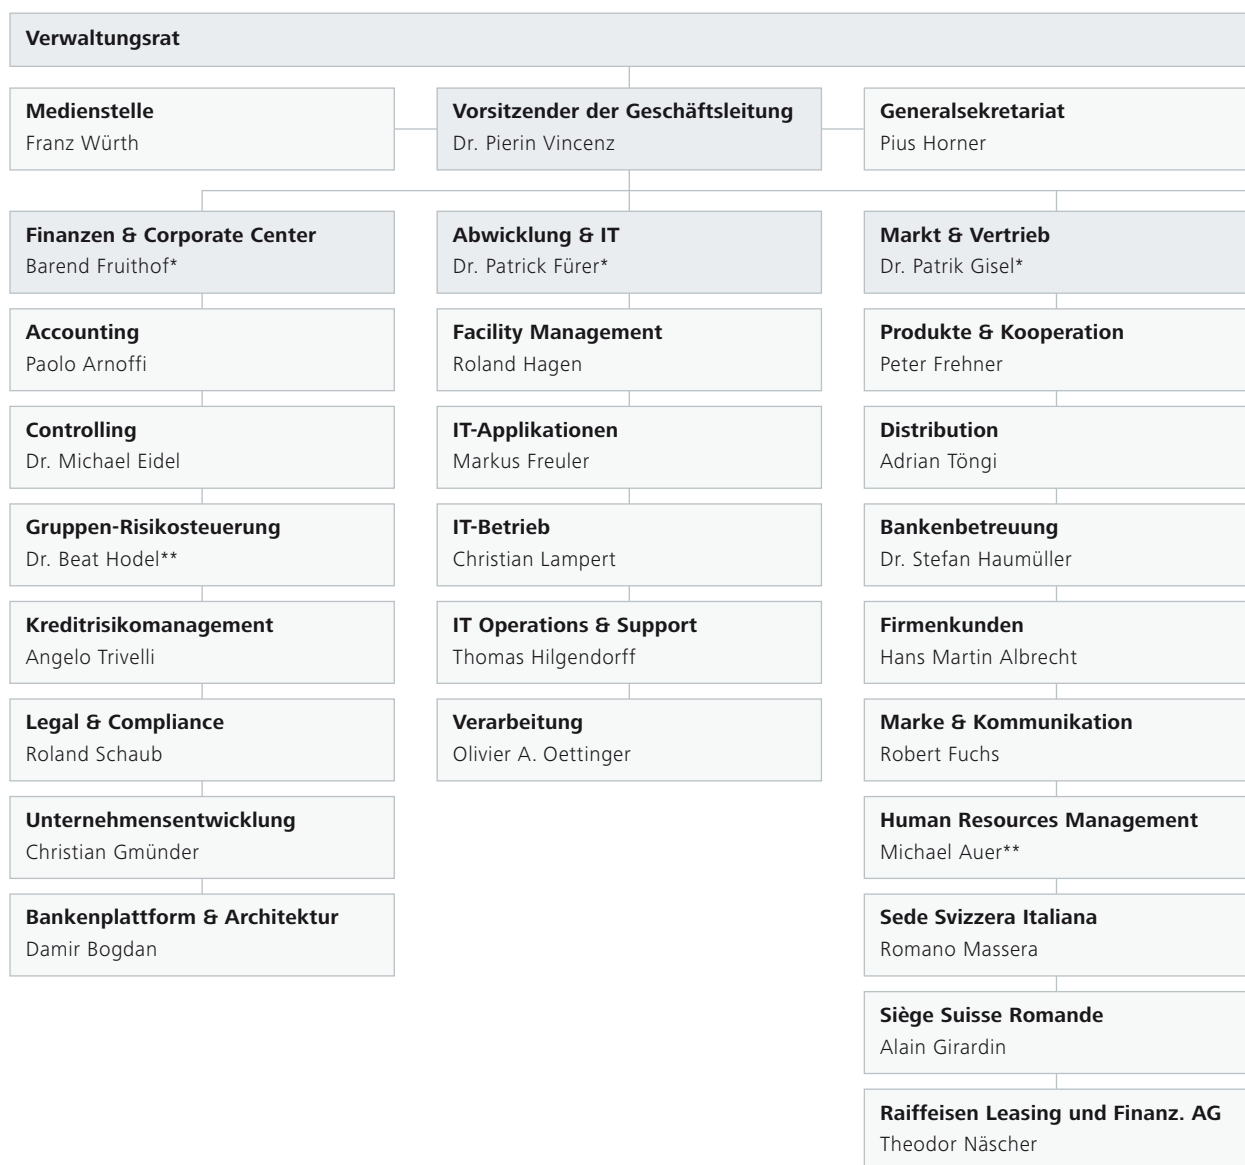 Verwaltungsrat
Medienstelle
Franz Würth
Vorsitzender der Geschäftsleitung
Dr. Pierin Vincenz
Generalsekretariat
Pius Horner
Finanzen & Corporate Center
Barend Fruithof*
Accounting
Paolo Arnoffi
Controlling
Dr. Michael Eidel
Gruppen-Risikosteuerung
Dr. Beat Hodel**
Kreditrisikomanagement
Angelo Trivelli
Legal & Compliance
Roland Schaub
Unternehmensentwicklung
Christian Gmünder
Bankenplattform & Architektur
Damir Bogdan
Abwicklung & IT
Dr. Patrick Fürer*
Facility Management
Roland Hagen
IT-Applikationen
Markus Freuler
IT-Betrieb
Christian Lampert
IT Operations & Support
Thomas Hilgendorff
Verarbeitung
Olivier A. Oettinger
Markt & Vertrieb
Dr. Patrik Gisel*
Produkte & Kooperation
Peter Frehner
Distribution
Adrian Töngi
Bankenbetreuung
Dr. Stefan Haumüller
Firmenkunden
Hans Martin Albrecht
Marke & Kommunikation
Robert Fuchs
Human Resources Management
Michael Auer**
Sede Svizzera Italiana
Romano Massera
Siège Suisse Romande
Alain Girardin
Raiffeisen Leasing und Finanz. AG
Theodor Näscher